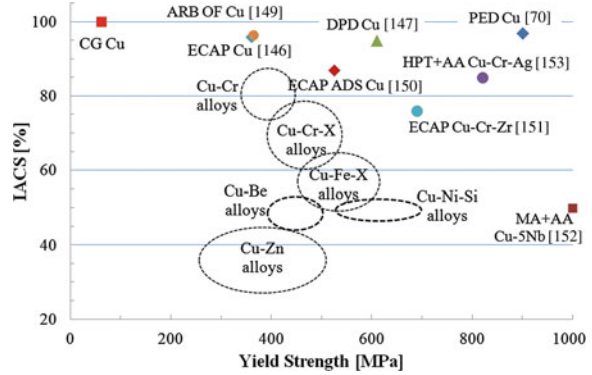 ARB OF Cu [149]
100
CG Cu
ECAP Cu [146]
DPD Cu [147]
PED Cu [70]
HPT+AA Cu-Cr-Ag [153]
Cu-Cr
alloys
ECAP ADS Cu [150]
80
ECAP Cu-Cr-Zr [151]
Cu-Cr-X
alloys
60
Cu-Fe-X
alloys
Cu-Be
alloys
Cu-Ni-Si
alloys
MA+AA
Cu-5Nb [152]
40
Cu-Zn
alloys
20
IACS [%]
0
200
400
600
800
1000
Yield Strength [MPa]